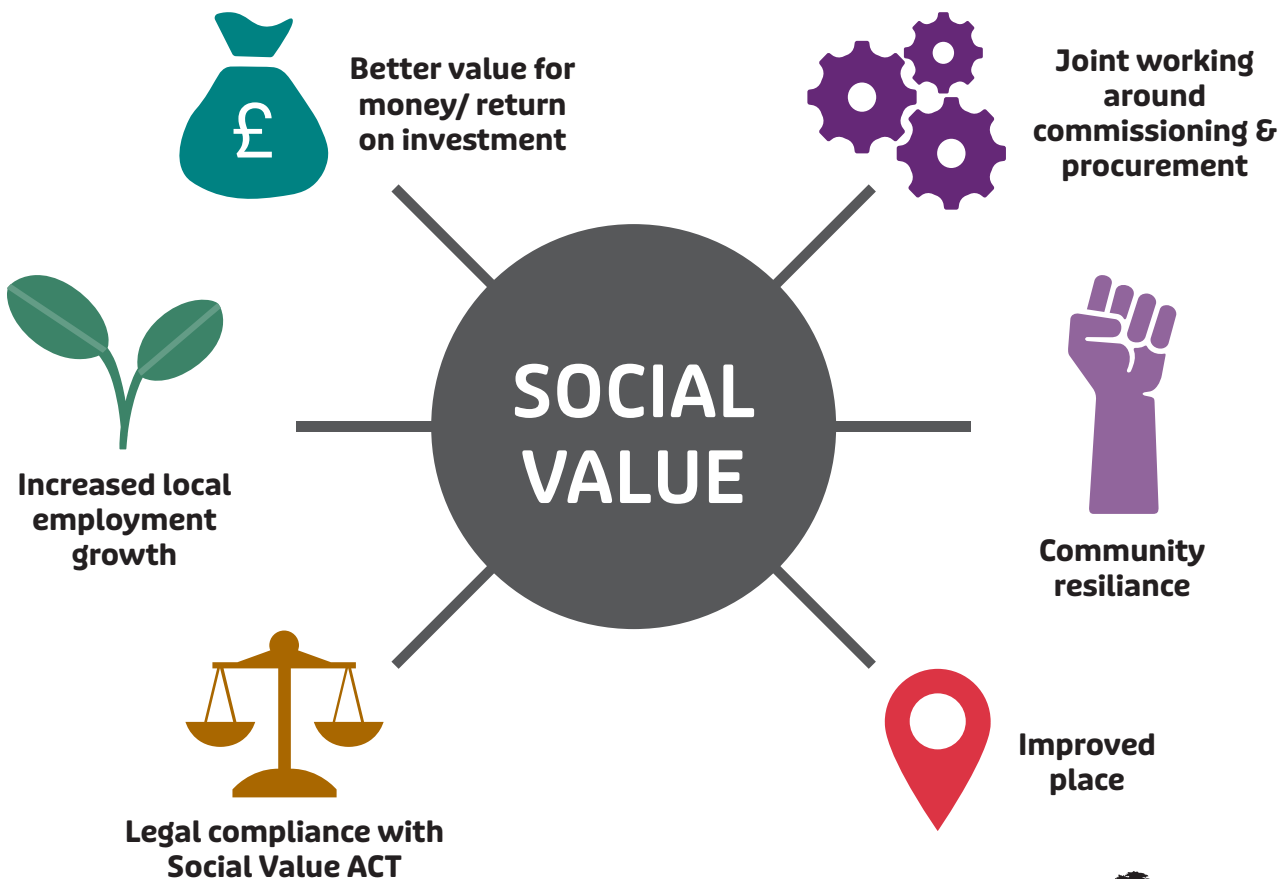 Better value for
money/ return
on investment
£
Joint working
around
commissioning &
procurement
SOCIAL
VALUE
Increased local
employment
growth
Community
resiliance
Legal compliance with
Social Value ACT
Improved
place